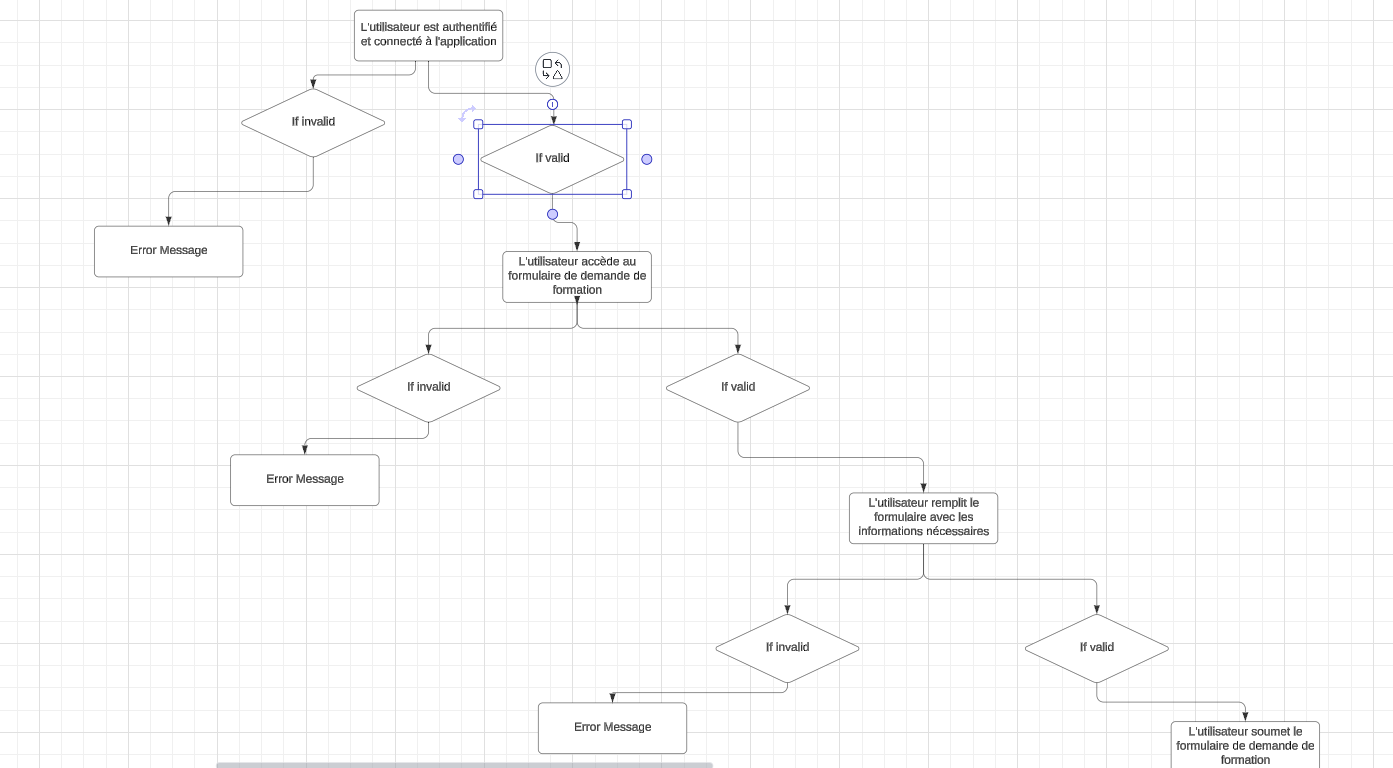 L'utilisateur est authentifié
et connecté à l'application
If invalid
If valid
Error Message
L'utilisateur accède au
formulaire de demande de
formation
If invalid
If valid
Error Message
L'utilisateur remplit le
formulaire avec les
informations nécessaires
If invalid
If valid
Error Message
L'utilisateur soumet le
formulaire de demande de
formation